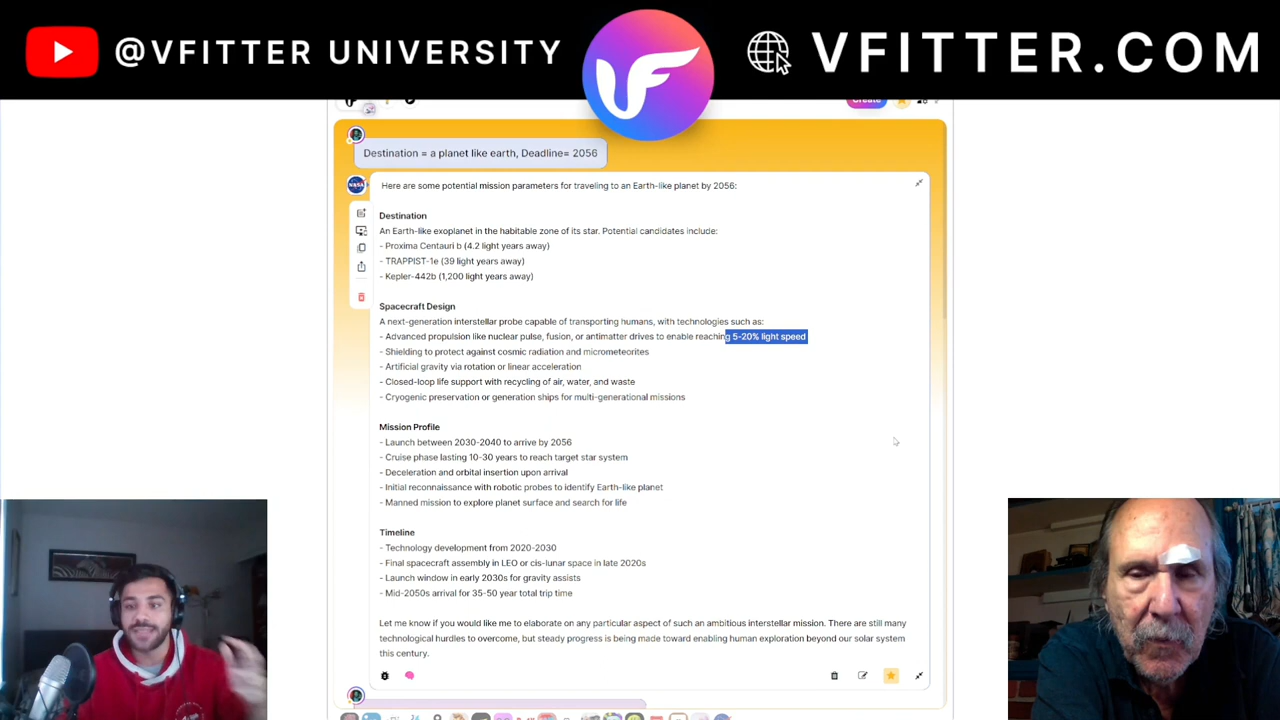 @VFITTER UNIVERSITY
VFITTER.COM
Create
Destination = a planet like earth, Deadline= 2056
NASA
Here are some potential mission parameters for traveling to an Earth-like planet by 2056:
Destination
An Earth-like exoplanet in the habitable zone of its star. Potential candidates include:
- Proxima Centauri b (4.2 light years away)
- TRAPPIST-1e (39 light years away)
- Kepler-442b (1,200 light years away)
Spacecraft Design
A next-generation interstellar probe capable of transporting humans, with technologies such as:
- Advanced propulsion like nuclear pulse, fusion, or antimatter drives to enable reaching 5-20% light speed
- Shielding to protect against cosmic radiation and micrometeorites
- Artificial gravity via rotation or linear acceleration
- Closed-loop life support with recycling of air, water, and waste
- Cryogenic preservation or generation ships for multi-generational missions
Mission Profile
- Launch between 2030-2040 to arrive by 2056
- Cruise phase lasting 10-30 years to reach target star system
- Deceleration and orbital insertion upon arrival
- Initial reconnaissance with robotic probes to identify Earth-like planet
- Manned mission to explore planet surface and search for life
Timeline
- Technology development from 2020-2030
- Final spacecraft assembly in LEO or cis-lunar space in late 2020s
- Launch window in early 2030s for gravity assists
- Mid-2050s arrival for 35-50 year total trip time
Let me know if you would like me to elaborate on any particular aspect of such an ambitious interstellar mission. There are still many
technological hurdles to overcome, but steady progress is being made toward enabling human exploration beyond our solar system
this century.